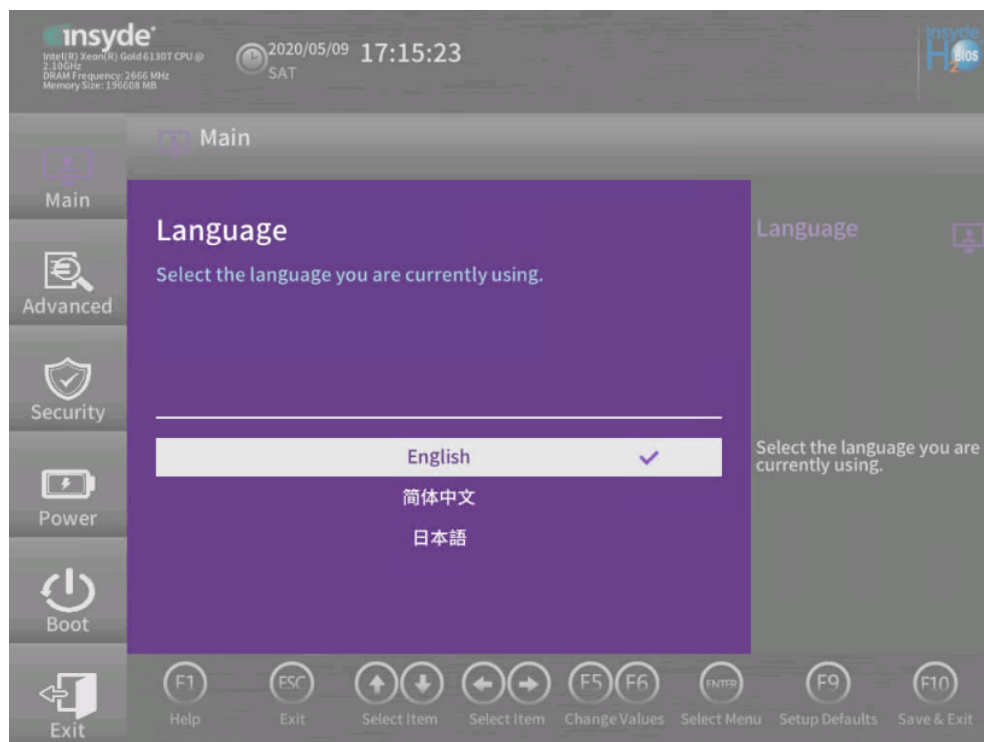 insyde
Intel(R) Xeon(R) Gold 6130T CPU @
2.10GHz
DRAM Frequency: 2666 MHz
Memory Size: 196608 MB
2020/05/09 17:15:23
SAT
insyde
H2O BIOS
Main
Main
Advanced
Security
Power
Boot
Exit
Language
Select the language you are currently using.
English
简体中文
日本語
Language
Select the language you are
currently using.
F1 ESC F5 F6 ENTER F9 F10
Help Exit Select Item Select Item Change Values Select Menu Setup Defaults Save & Exit